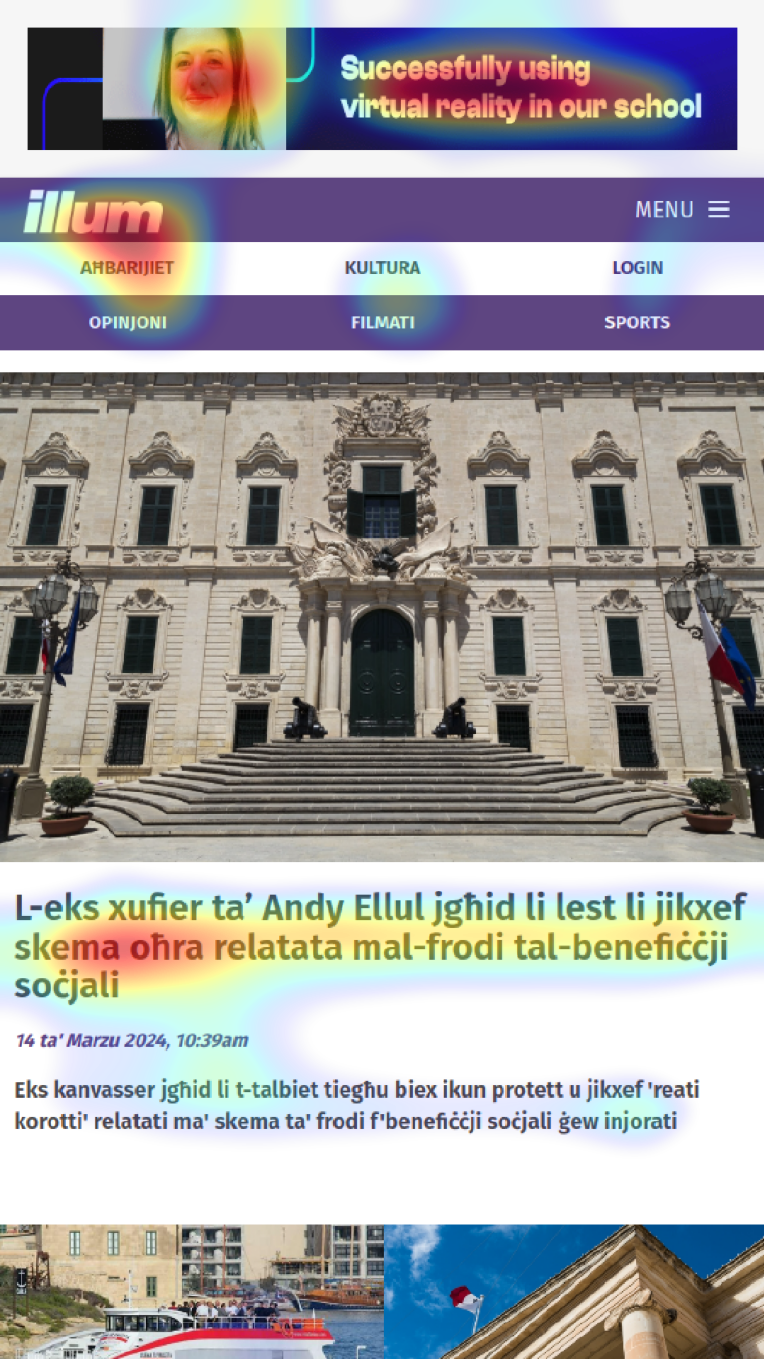 Successfully using
virtual reality in our school
illum
MENU
AĦBARIJIET
KULTURA
LOGIN
OPINJONI
FILMATI
SPORTS
L-eks xufier ta’ Andy Ellul jgħid li lest li jikxef
skema oħra relatata mal-frodi tal-benefiċċji
soċjali
14 ta' Marzu 2024, 10:39am
Eks kanvasser jgħid li t-talbiet tiegħu biex ikun protett u jikxef 'reati
korotti' relatati ma' skema ta' frodi f'benefiċċji soċjali ġew injorati